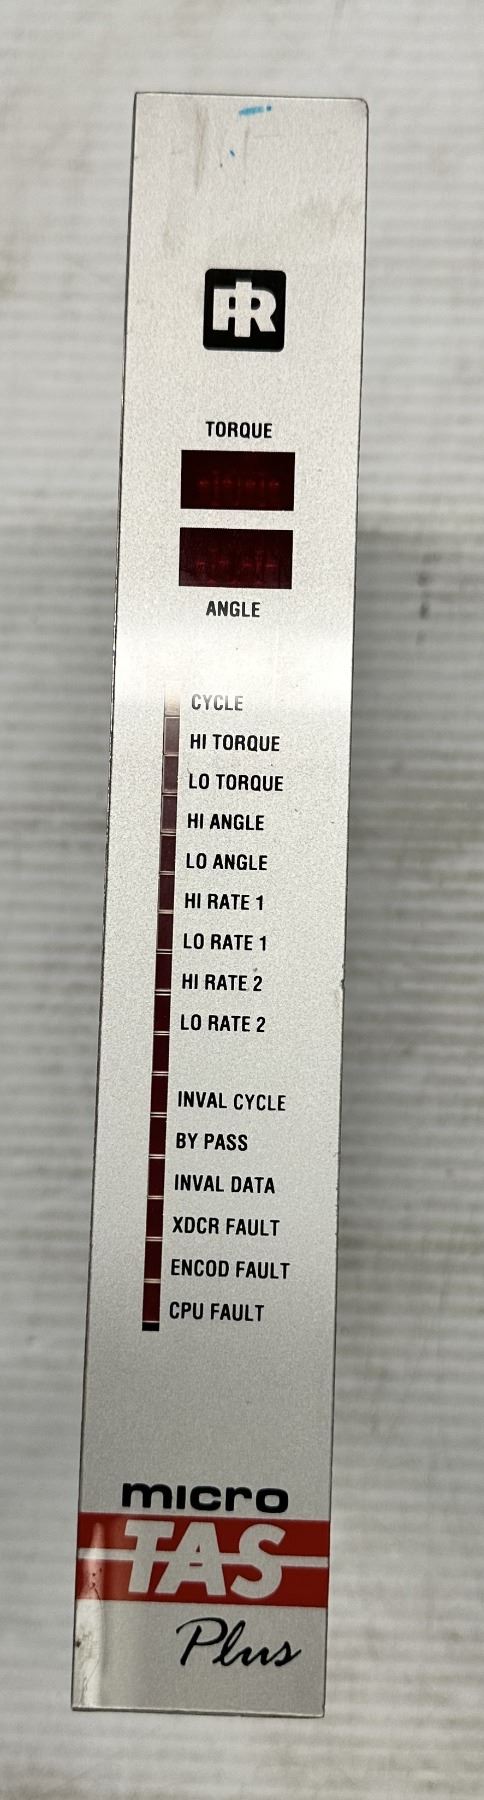 IR
TORQUE
ANGLE
CYCLE
HI TORQUE
LO TORQUE
HI ANGLE
LO ANGLE
HI RATE 1
LO RATE 1
HI RATE 2
LO RATE 2
INVAL CYCLE
BY PASS
INVAL DATA
XDCR FAULT
ENCOD FAULT
CPU FAULT
micro
TAS
Plus